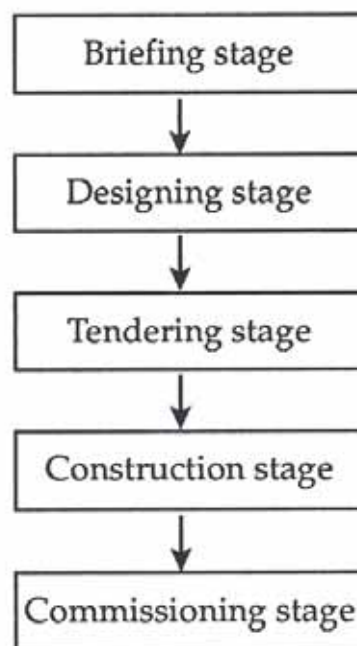 Briefing stage
Designing stage
Tendering stage
Construction stage
Commissioning stage